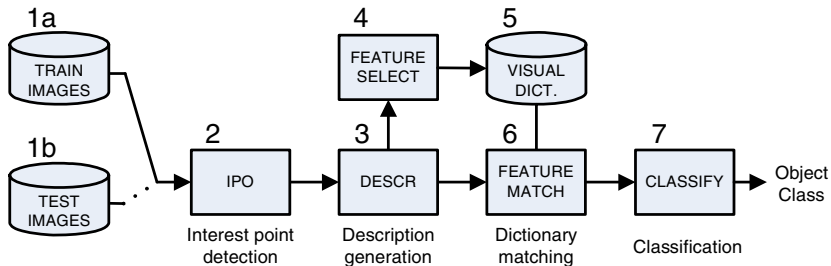 1a
TRAIN
IMAGES
1b
TEST
IMAGES
2
IPO
Interest point
detection
3
DESCR
Description
generation
4
FEATURE
SELECT
5
VISUAL
DICT.
6
FEATURE
MATCH
Dictionary
matching
7
CLASSIFY
Classification
Object
Class